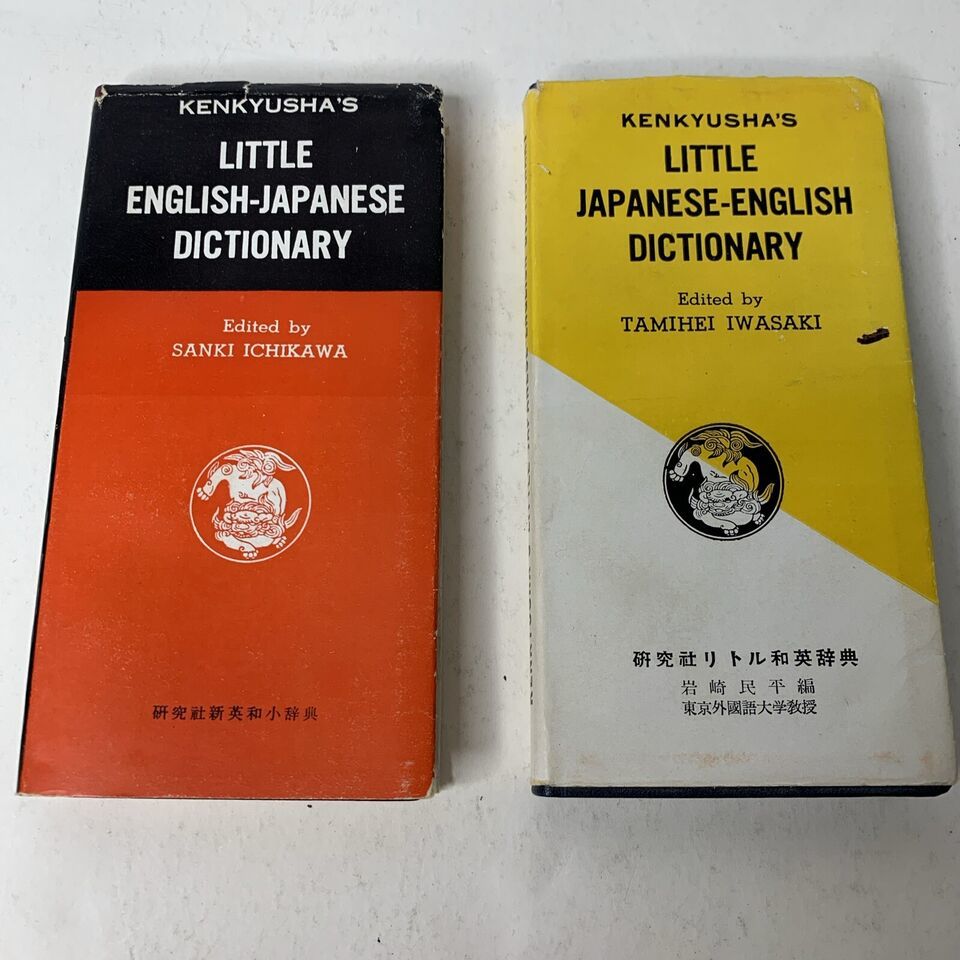 KENKYUSHA'S
LITTLE
ENGLISH-JAPANESE
DICTIONARY
Edited by
SANKI ICHIKAWA
研究社新英和小辞典
KENKYUSHA'S
LITTLE
JAPANESE-ENGLISH
DICTIONARY
Edited by
TAMIHEI IWASAKI
研究社リトル和英辞典
岩崎民平編
東京外國語大学教授